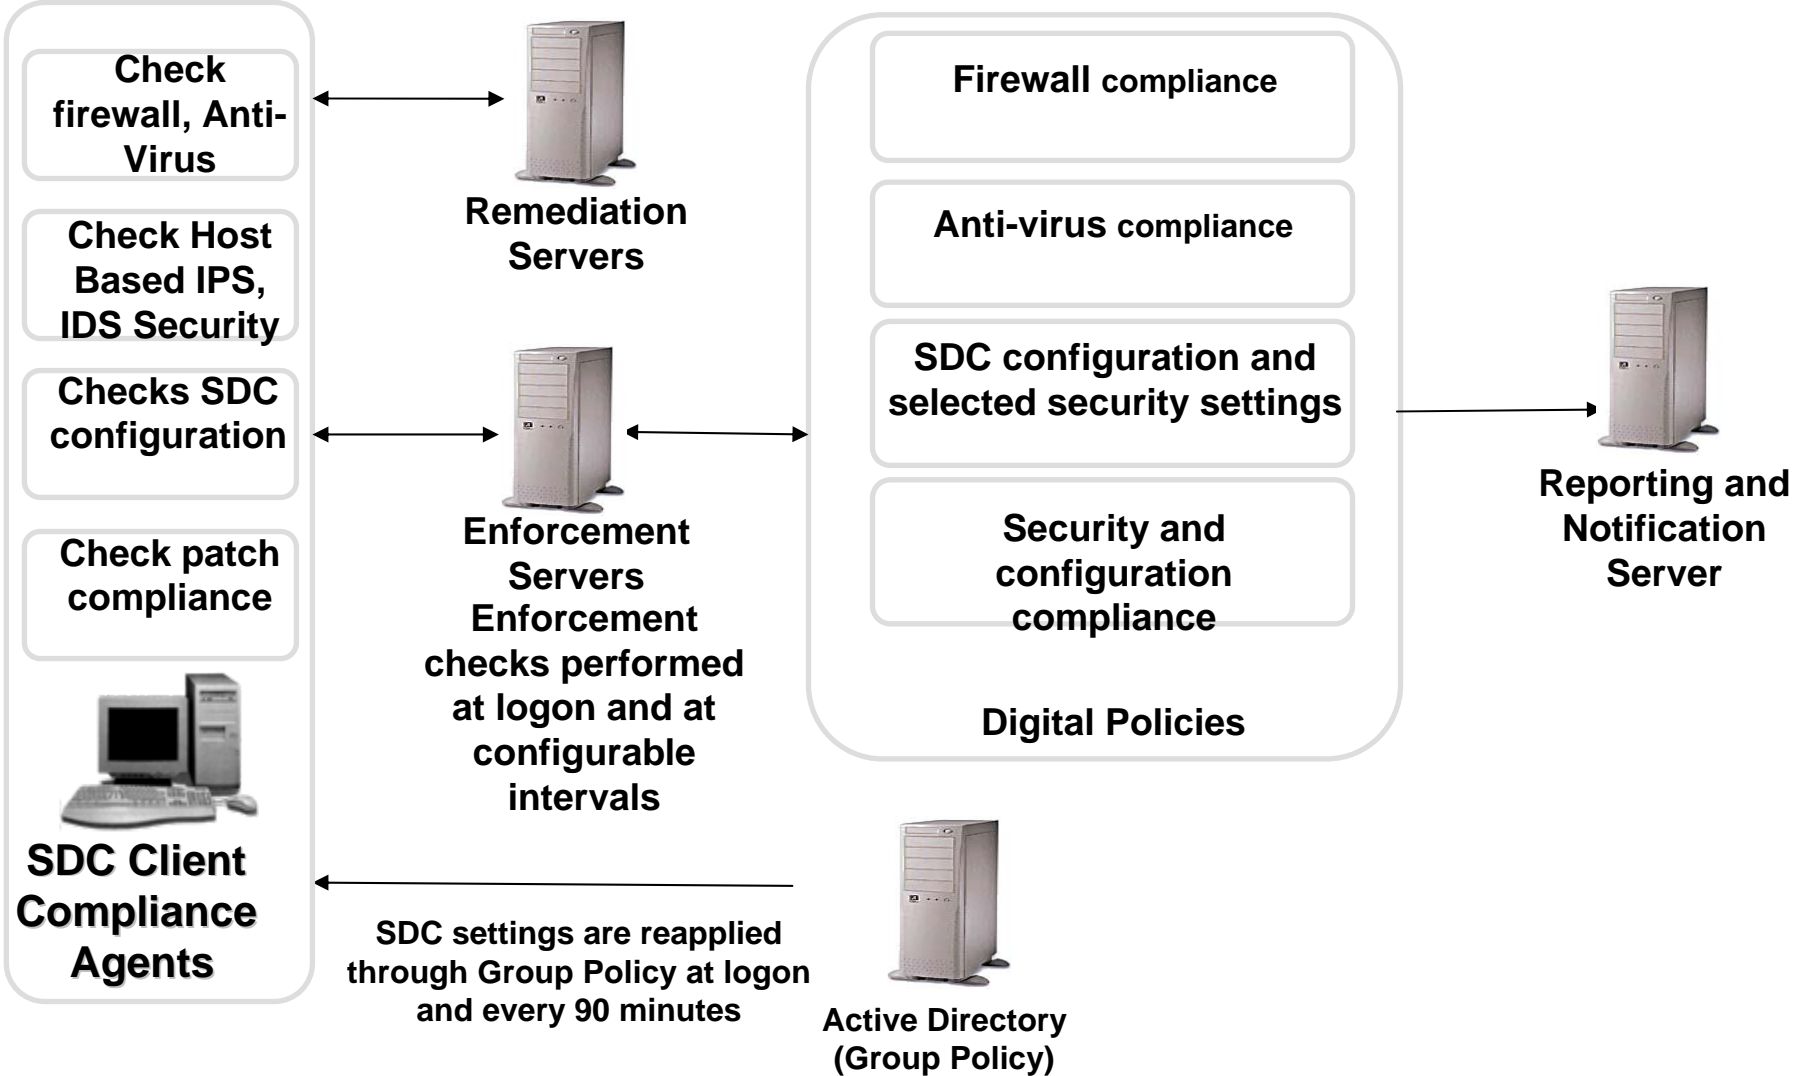 Check
firewall, Anti-
Virus
Check Host
Based IPS,
IDS Security
Checks SDC
configuration
Check patch
compliance
SDC Client
Compliance
Agents
Remediation
Servers
Enforcement
Servers
Enforcement
checks performed
at logon and at
configurable
intervals
Firewall compliance
Anti-virus compliance
SDC configuration and
selected security settings
Security and
configuration
compliance
Digital Policies
Reporting and
Notification
Server
SDC settings are reapplied
through Group Policy at logon
and every 90 minutes
Active Directory
(Group Policy)